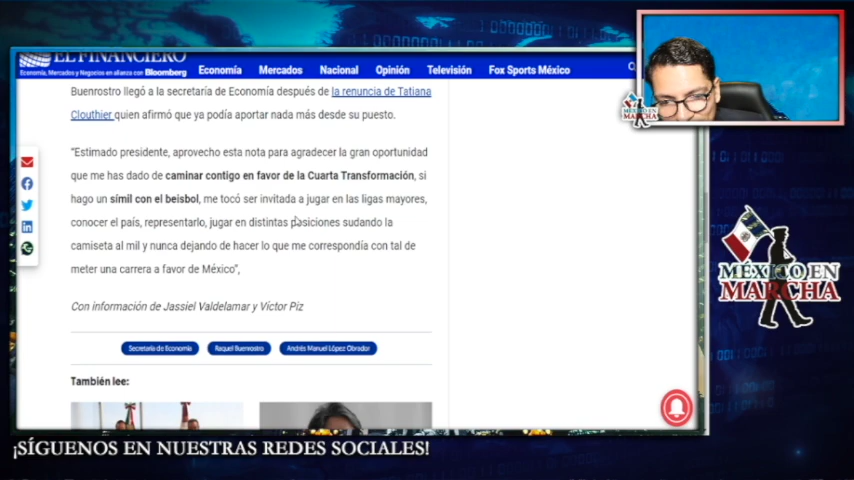 EL FINANCIERO
Economía, Mercados y Negocios en alianza con Bloomberg
Economía Mercados Nacional Opinión Televisión Fox Sports México
Buenrostro llegó a la secretaría de Economía después de la renuncia de Tatiana
Clouthier quien afirmó que ya podía aportar nada más desde su puesto.
“Estimado presidente, aprovecho esta nota para agradecer la gran oportunidad
que me has dado de caminar contigo en favor de la Cuarta Transformación, si
hago un símil con el beisbol, me tocó ser invitada a jugar en las ligas mayores,
conocer el país, representarlo, jugar en distintas posiciones sudando la
camiseta al mil y nunca dejando de hacer lo que me correspondía con tal de
meter una carrera a favor de México”,
Con información de Jassiel Valdelamar y Víctor Piz
Secretaría de Economía Raquel Buenrostro Andrés Manuel López Obrador
También lee:
MÉXICO EN
MARCHA
MÉXICO EN
MARCHA
¡SÍGUENOS EN NUESTRAS REDES SOCIALES!